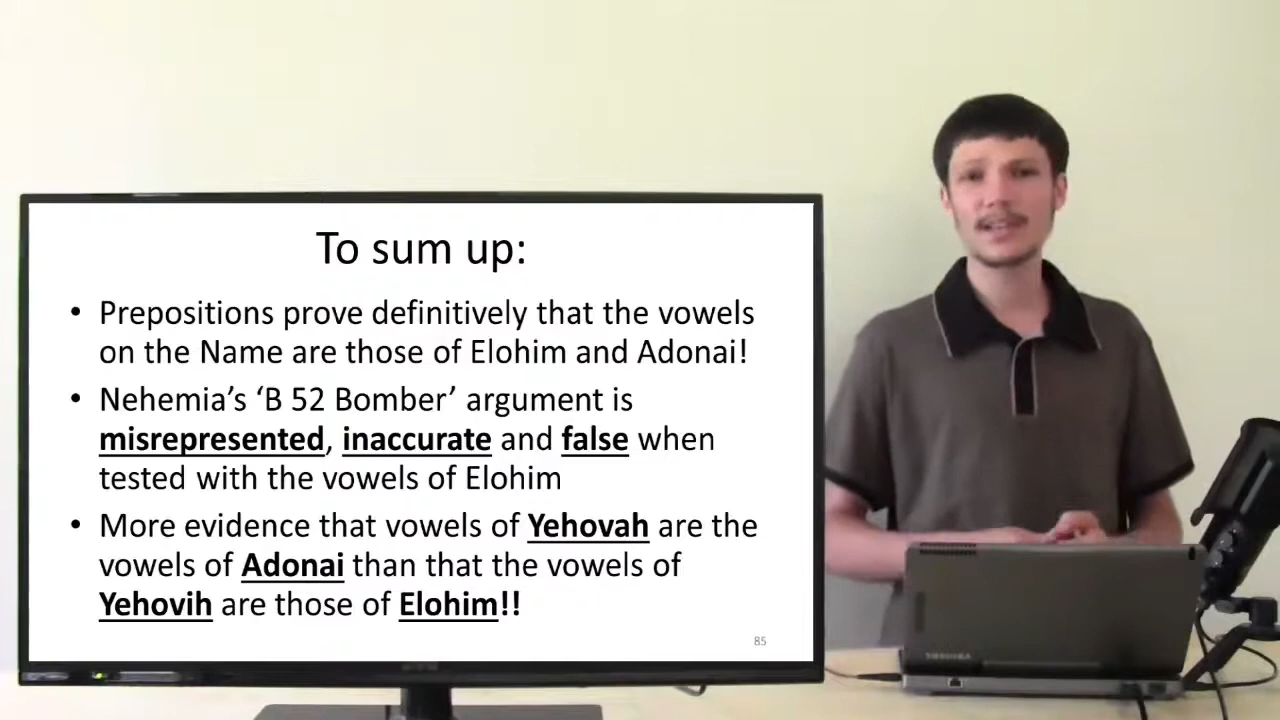 To sum up:
• Prepositions prove definitively that the vowels
on the Name are those of Elohim and Adonai!
• Nehemia’s ‘B 52 Bomber’ argument is
misrepresented, inaccurate and false when
tested with the vowels of Elohim
• More evidence that vowels of Yehovah are the
vowels of Adonai than that the vowels of
Yehovih are those of Elohim!!
85
TOSHIBA